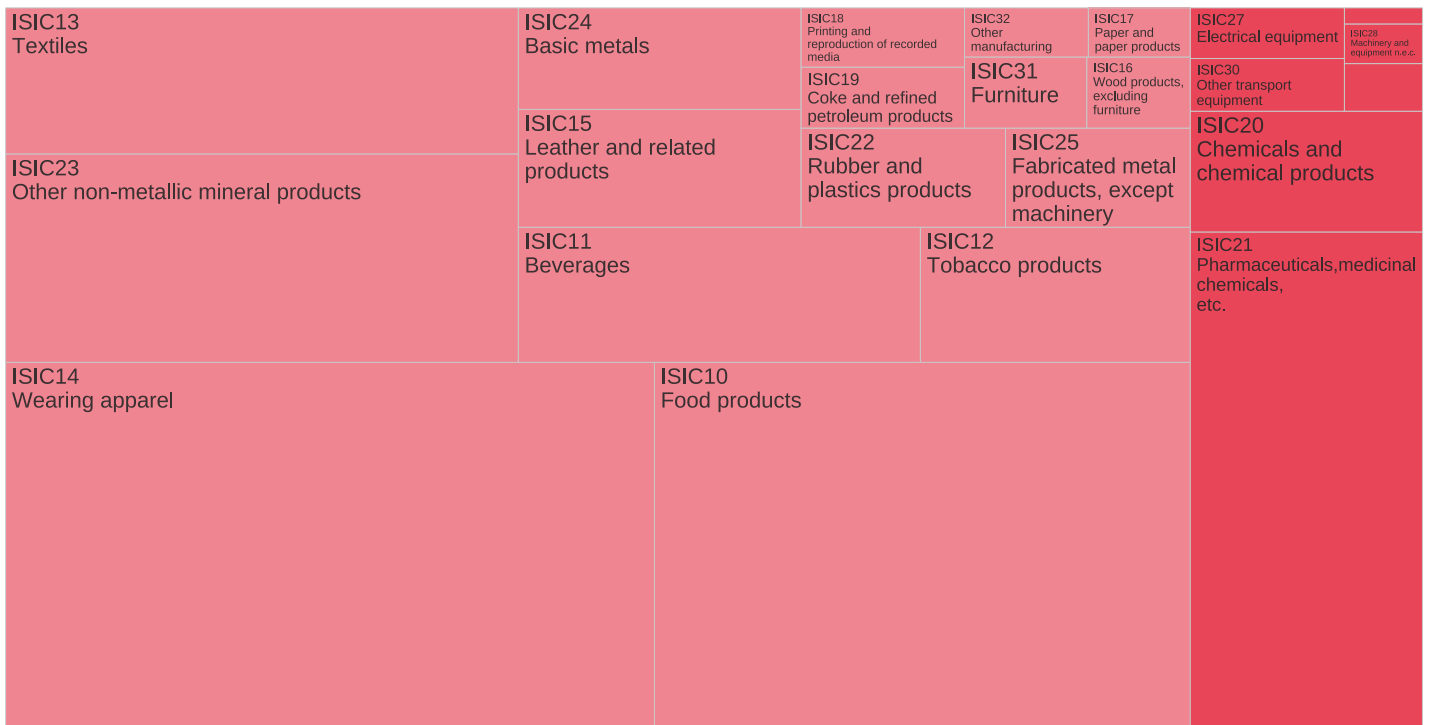 ISIC13
Textiles
ISIC23
Other non-metallic mineral products
ISIC14
Wearing apparel
ISIC24
Basic metals
ISIC15
Leather and related
products
ISIC11
Beverages
ISIC12
Tobacco products
ISIC10
Food products
ISIC18
Printing and
reproduction of recorded
media
ISIC19
Coke and refined
petroleum products
ISIC32
Other
manufacturing
ISIC17
Paper and
paper products
ISIC31
Furniture
ISIC16
Wood products,
excluding
furniture
ISIC22
Rubber and
plastics products
ISIC25
Fabricated metal
products, except
machinery
ISIC27
Electrical equipment
ISIC28
Machinery and
equipment n.e.c.
ISIC30
Other transport
equipment
ISIC20
Chemicals and
chemical products
ISIC21
Pharmaceuticals,medicinal
chemicals,
etc.